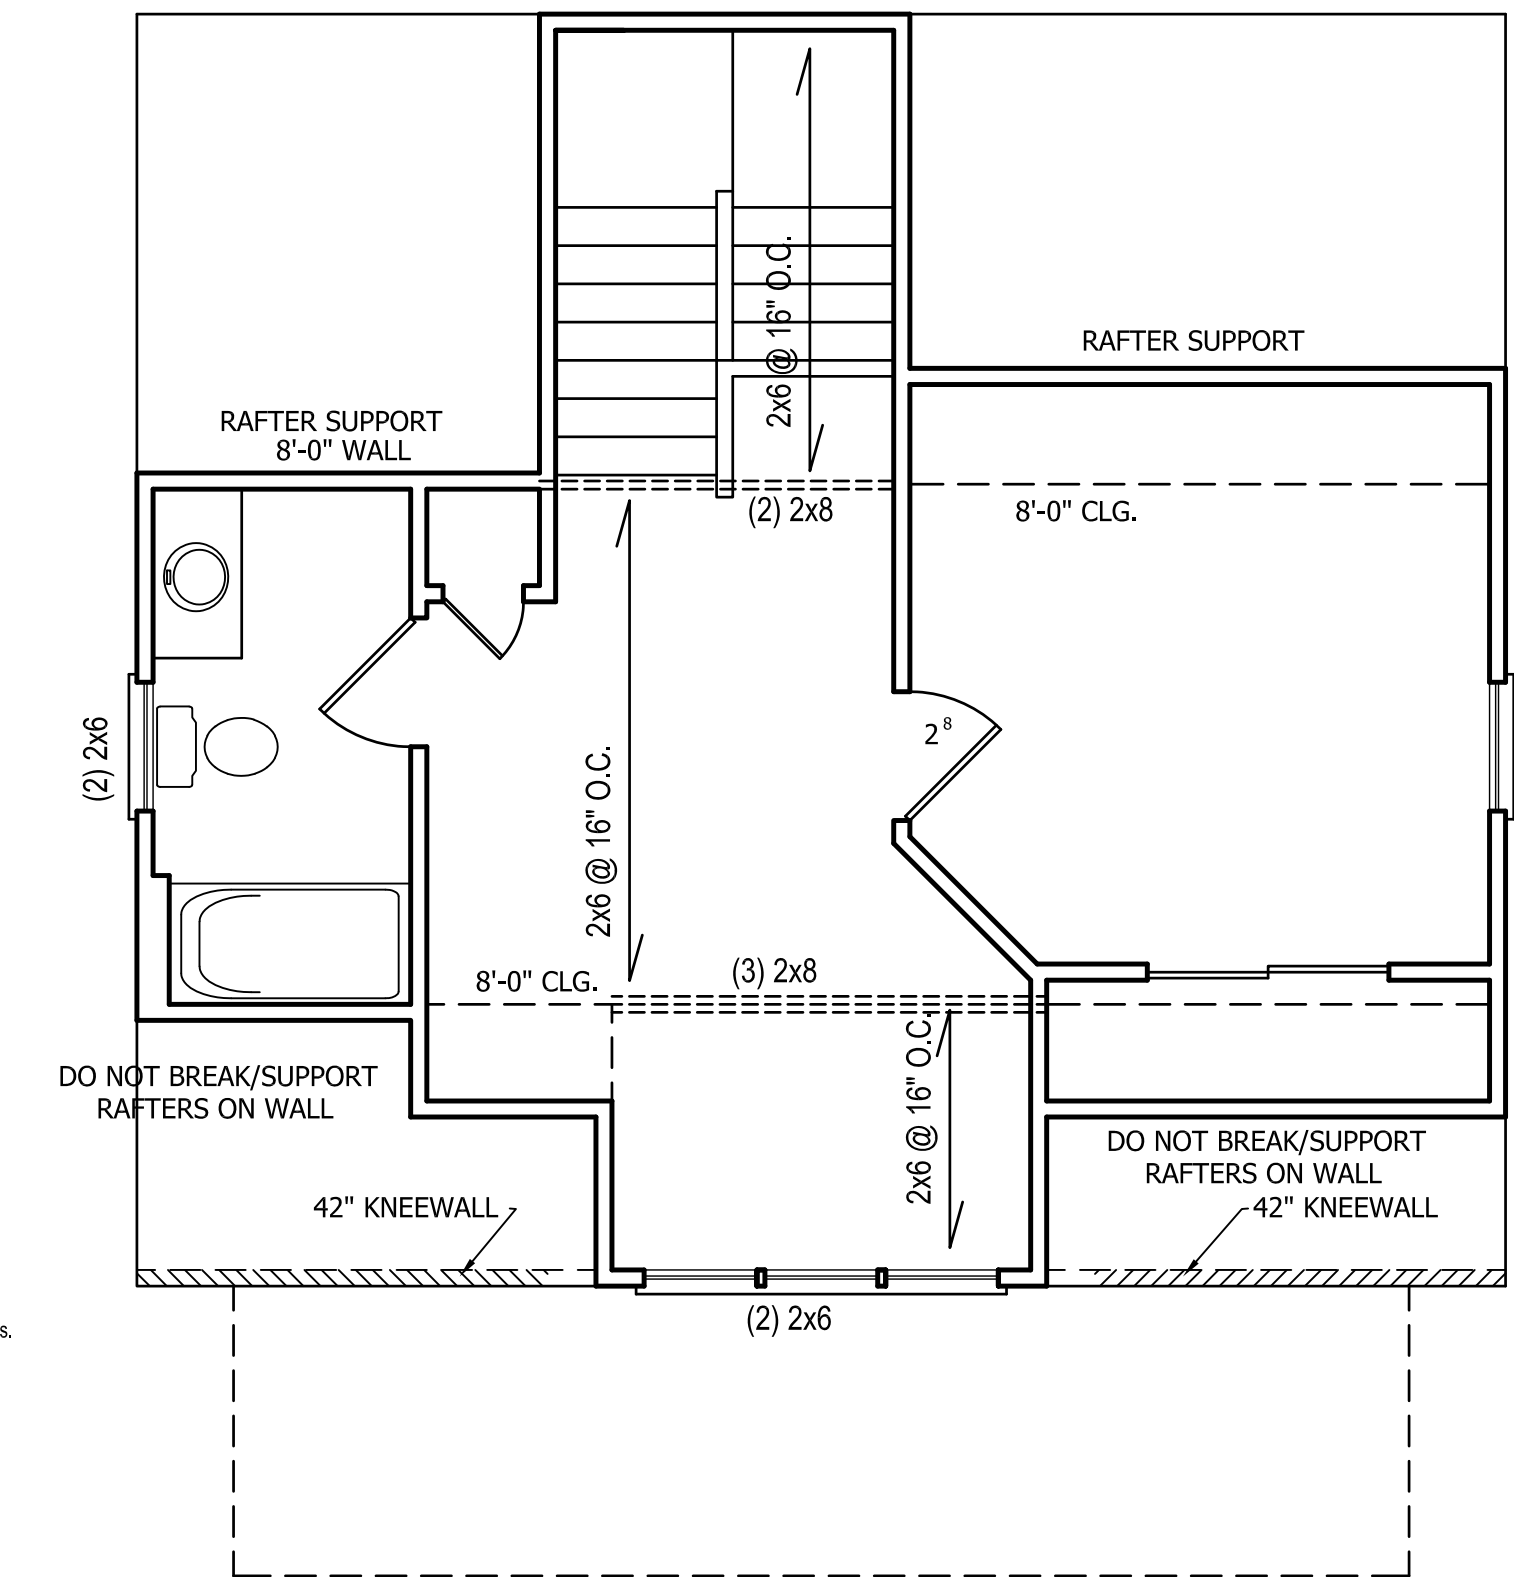 2x6 @ 16" O.C.
RAFTER SUPPORT
RAFTER SUPPORT
8'-0" WALL
(2) 2x8
8'-0" CLG.
(2) 2x6
2x6 @ 16" O.C.
2⁸
8'-0" CLG.
(3) 2x8
2x6 @ 16" O.C.
DO NOT BREAK/SUPPORT
RAFTERS ON WALL
DO NOT BREAK/SUPPORT
RAFTERS ON WALL
42" KNEEWALL
42" KNEEWALL
(2) 2x6
s.